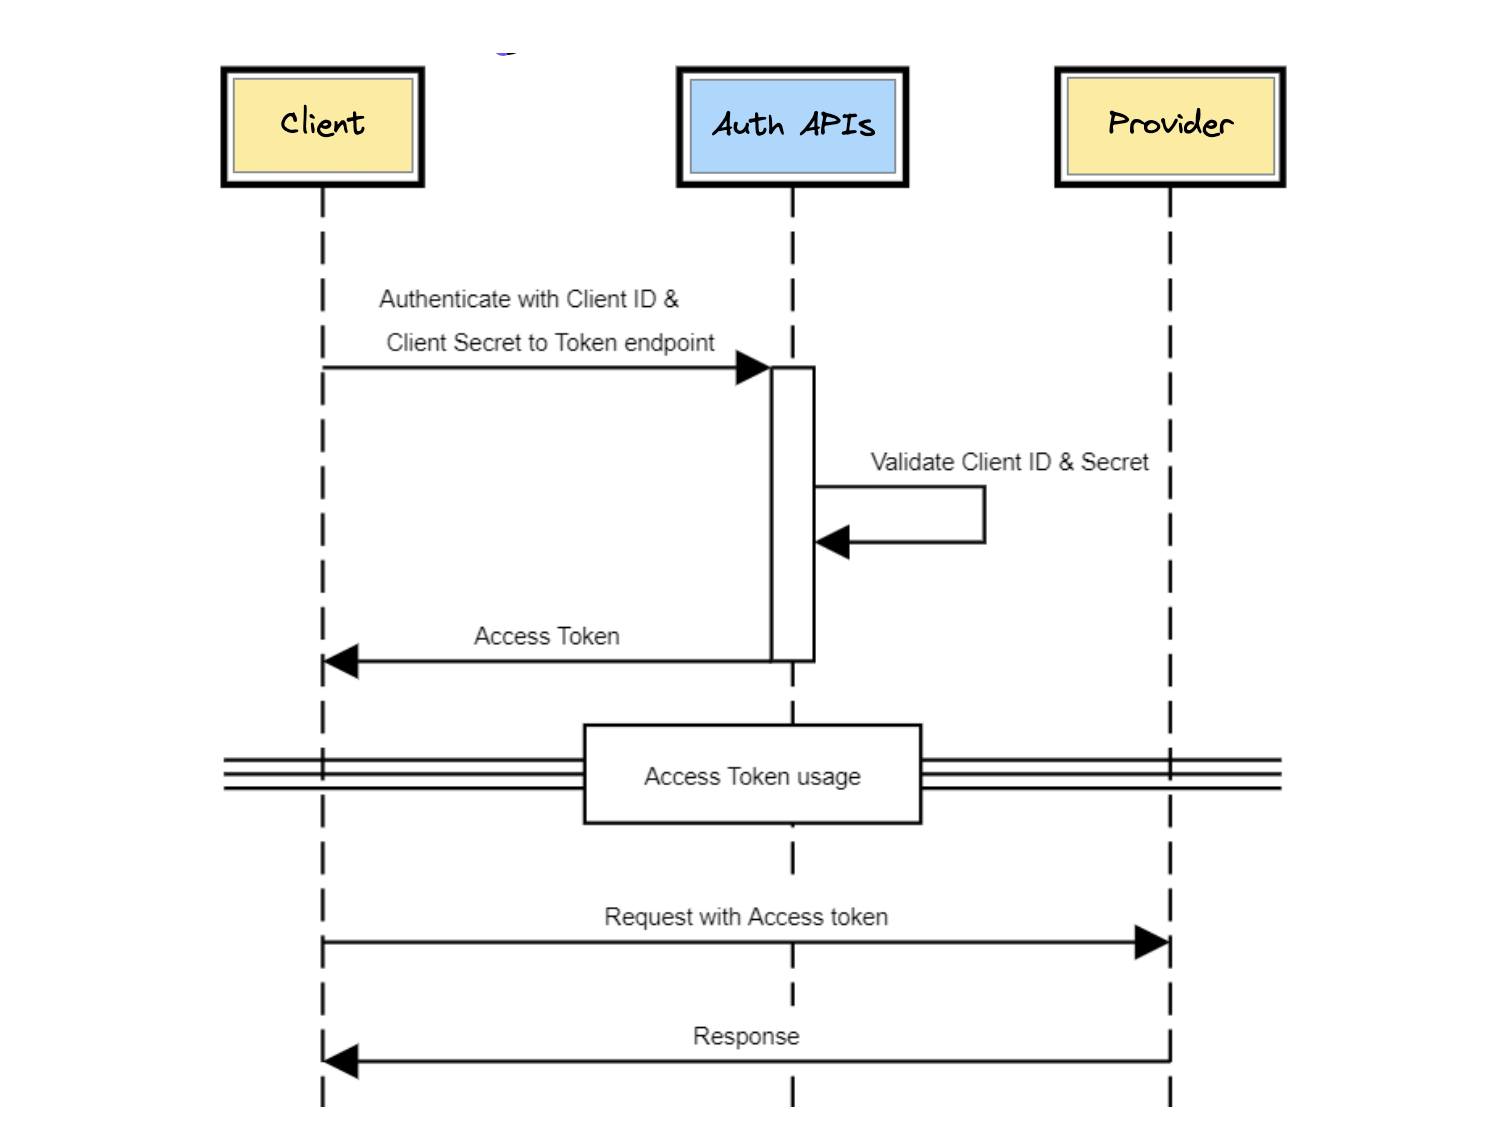 Client
Auth APIs
Provider
Authenticate with Client ID &
Client Secret to Token endpoint
Validate Client ID & Secret
Access Token
Access Token usage
Request with Access token
Response